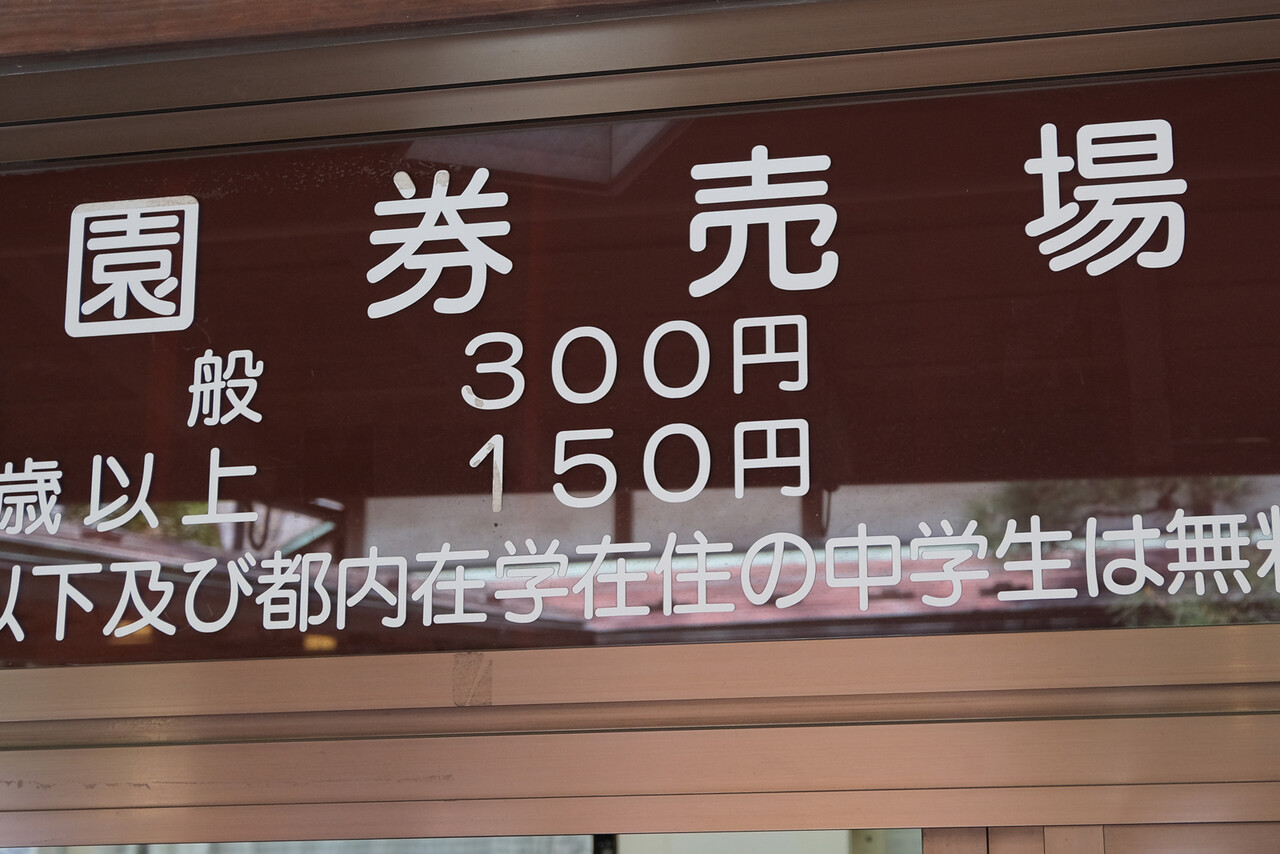 園券売場
般 300円
歳以上 150円
以下及び都内在学在住の中学生は無料